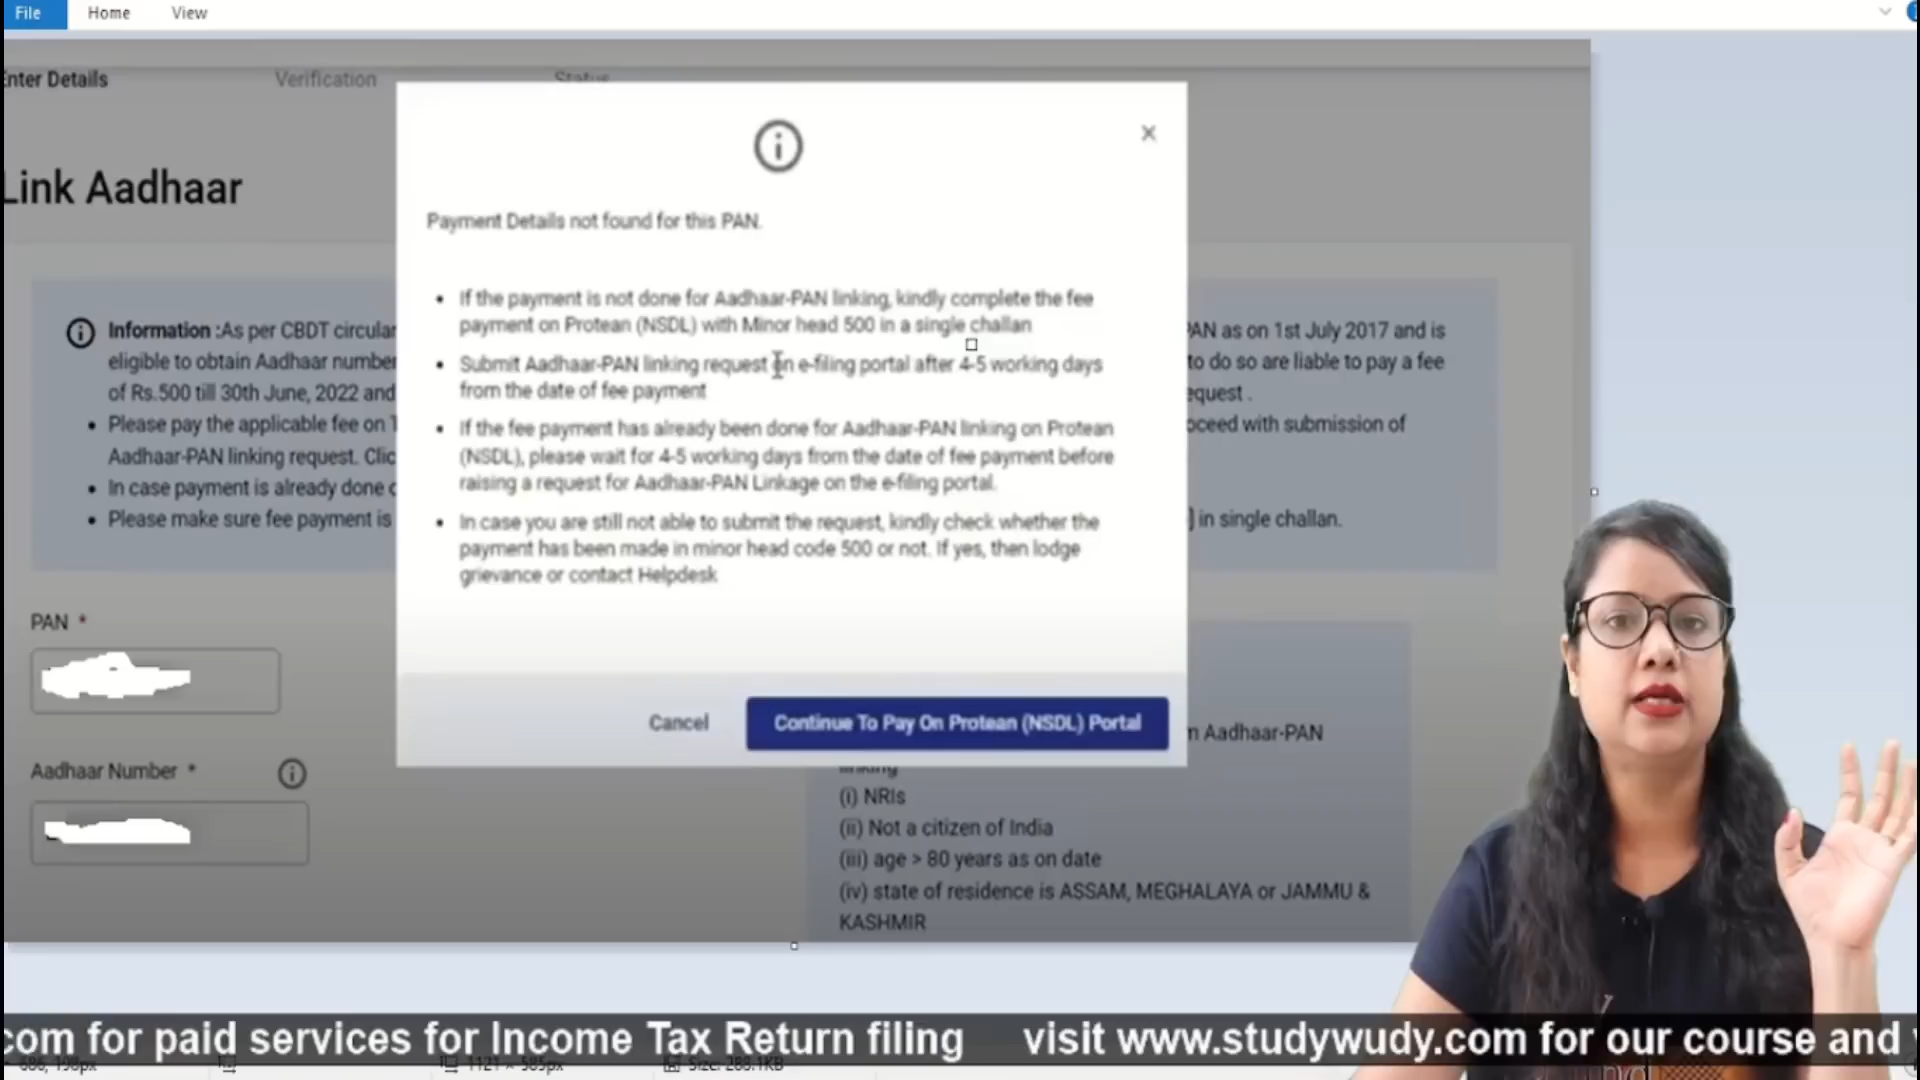 File Home View
Enter Details Verification Status
Link Aadhaar
Payment Details not found for this PAN.
• If the payment is not done for Aadhaar-PAN linking, kindly complete the fee
payment on Protean (NSDL) with Minor head 500 in a single challan
• Submit Aadhaar-PAN linking request on e-filing portal after 4-5 working days
from the date of fee payment
• If the fee payment has already been done for Aadhaar-PAN linking on Protean
(NSDL), please wait for 4-5 working days from the date of fee payment before
raising a request for Aadhaar-PAN Linkage on the e-filing portal.
• In case you are still not able to submit the request, kindly check whether the
payment has been made in minor head code 500 or not. If yes, then lodge
grievance or contact Helpdesk
Cancel Continue To Pay On Protean (NSDL) Portal
Information :As per CBDT circular
eligible to obtain Aadhaar number
of Rs.500 till 30th June, 2022 and
• Please pay the applicable fee on
Aadhaar-PAN linking request.
• In case payment is already done
• Please make sure fee payment is
PAN as on 1st July 2017 and is
to do so are liable to pay a fee
equest .
oceed with submission of
] in single challan.
PAN *
Aadhaar Number *
Aadhaar-PAN
linking
(i) NRIs
(ii) Not a citizen of India
(iii) age > 80 years as on date
(iv) state of residence is ASSAM, MEGHALAYA or JAMMU &
KASHMIR
com for paid services for Income Tax Return filing visit www.studywudy.com for our course and
1121 × 585px Size: 288.1KB